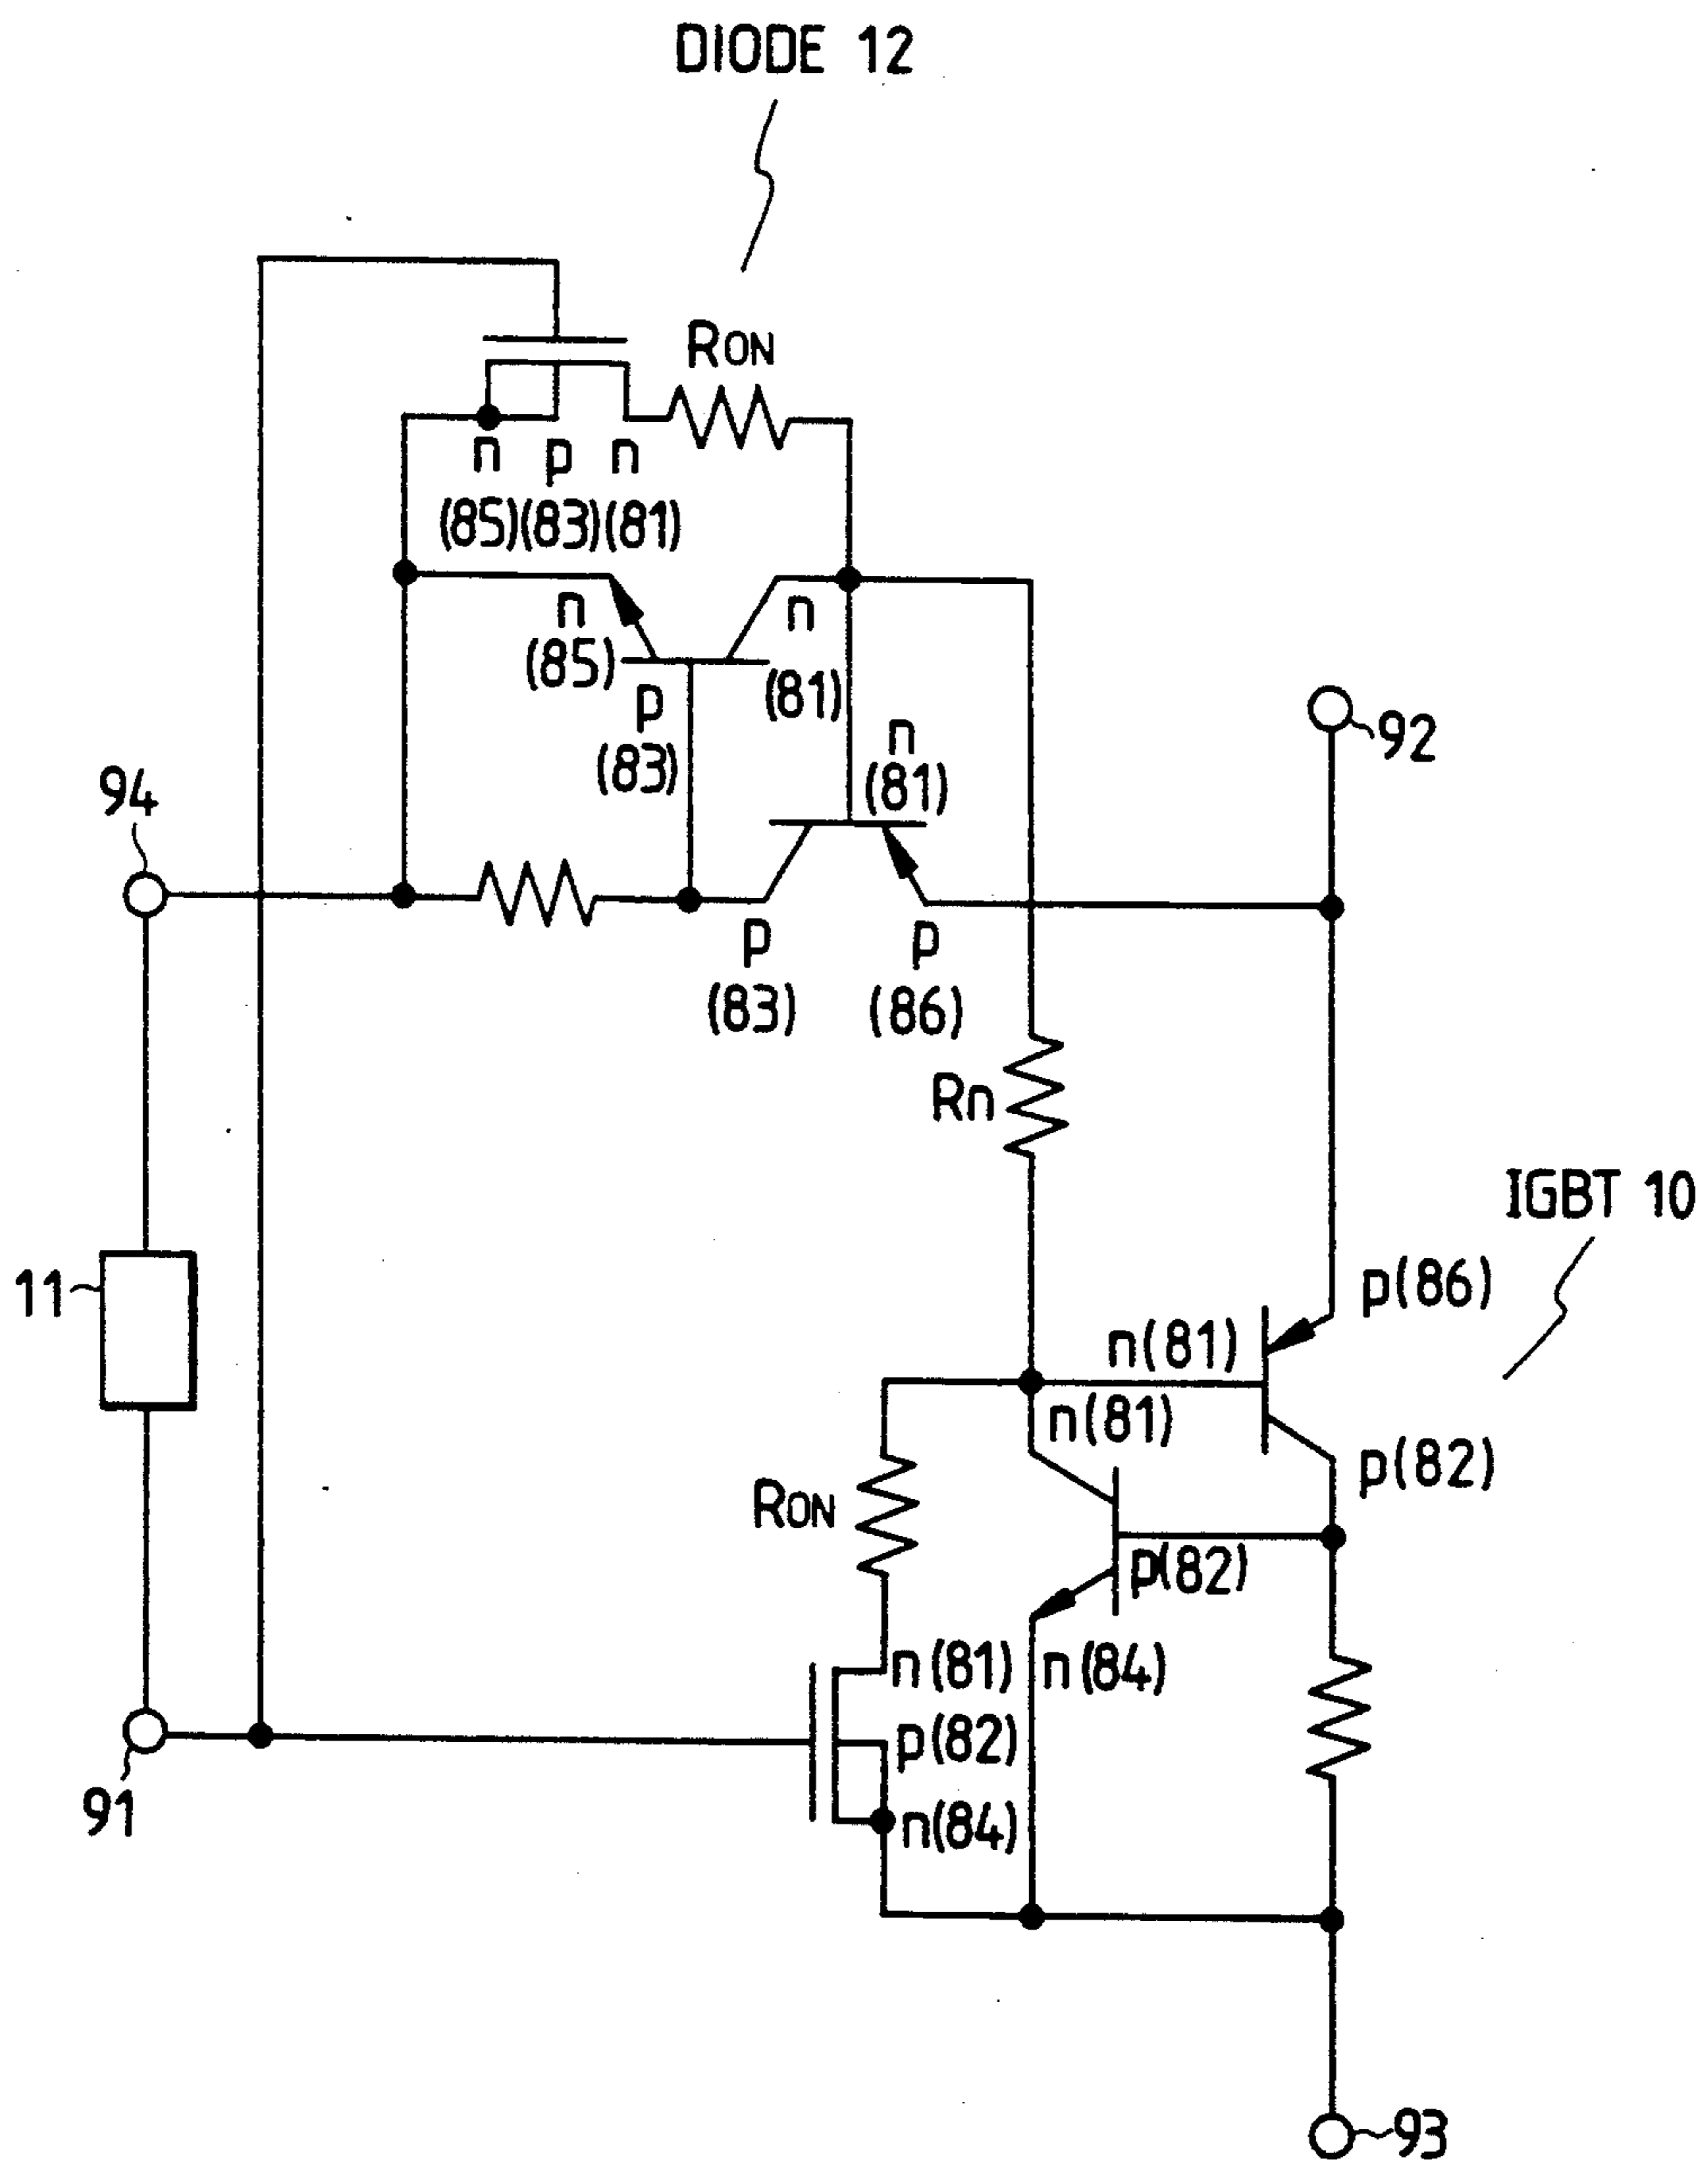 DIODE 12
RON
n p n
(85)(83)(81)
n
(85)
n
(81)
p
(83)
n
(81)
92
94
p
(83)
p
(86)
Rn
IGBT 10
11
p(86)
n(81)
n(81)
p(82)
RON
p(82)
n(81)
n(84)
p(82)
91
n(84)
93